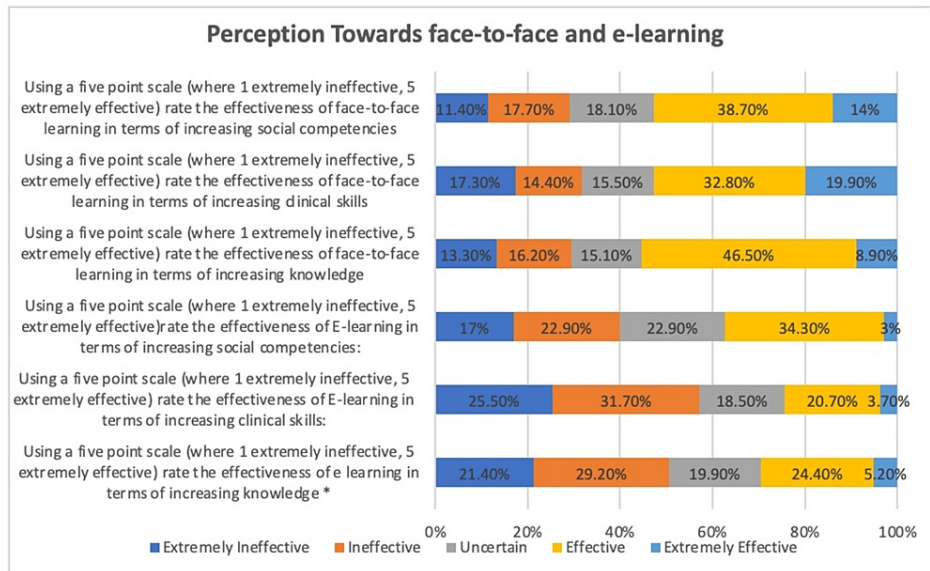 Perception Towards face-to-face and e-learning
Using a five point scale (where 1 extremely ineffective, 5
extremely effective) rate the effectiveness of face-to-face
learning in terms of increasing social competencies
11.40% 17.70% 18.10% 38.70% 14%
Using a five point scale (where 1 extremely ineffective, 5
extremely effective) rate the effectiveness of face-to-face
learning in terms of increasing clinical skills
17.30% 14.40% 15.50% 32.80% 19.90%
Using a five point scale (where 1 extremely ineffective, 5
extremely effective) rate the effectiveness of face-to-face
learning in terms of increasing knowledge
13.30% 16.20% 15.10% 46.50% 8.90%
Using a five point scale (where 1 extremely ineffective, 5
extremely effective)rate the effectiveness of E-learning in
terms of increasing social competencies:
17% 22.90% 22.90% 34.30% 3%
Using a five point scale (where 1 extremely ineffective, 5
extremely effective) rate the effectiveness of E-learning in
terms of increasing clinical skills:
25.50% 31.70% 18.50% 20.70% 3.70%
Using a five point scale (where 1 extremely ineffective, 5
extremely effective) rate the effectiveness of e learning in
terms of increasing knowledge *
21.40% 29.20% 19.90% 24.40% 5.20%
0% 20% 40% 60% 80% 100%
Extremely Ineffective Ineffective Uncertain Effective Extremely Effective